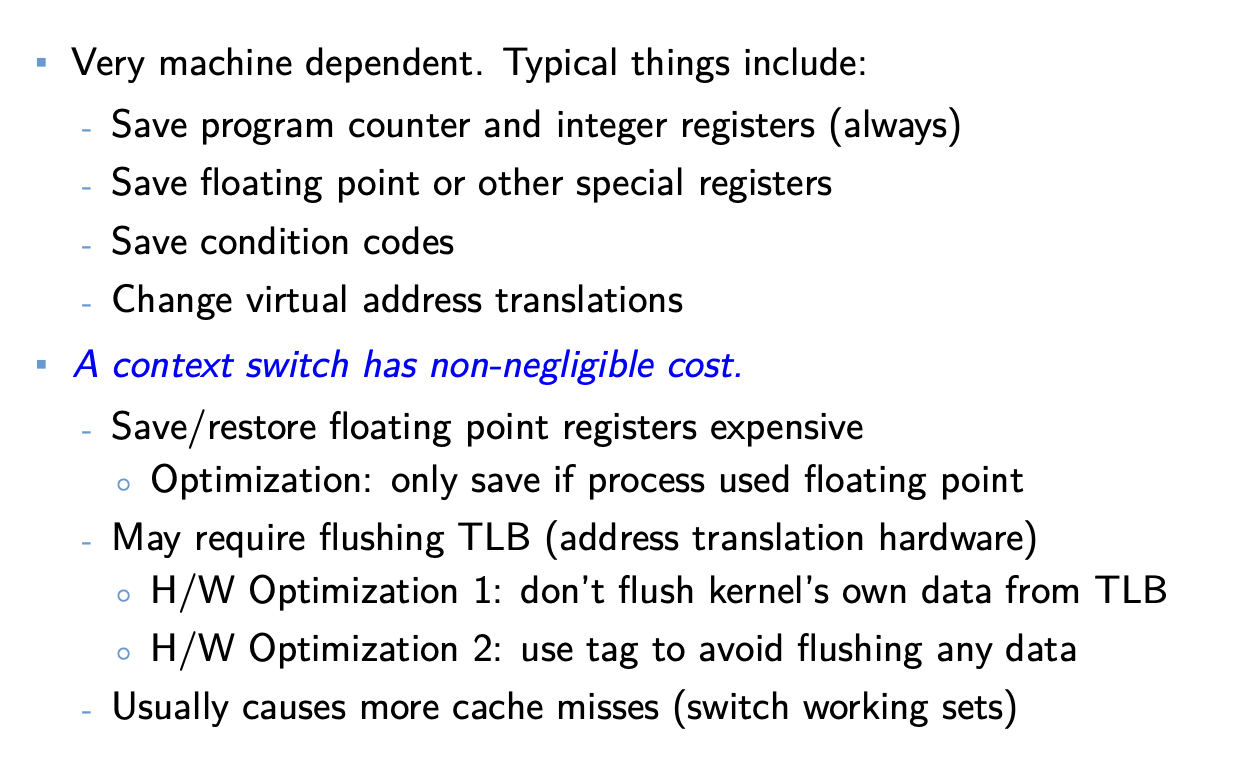 ▪ Very machine dependent. Typical things include:
- Save program counter and integer registers (always)
- Save floating point or other special registers
- Save condition codes
- Change virtual address translations
▪ A context switch has non-negligible cost.
- Save/restore floating point registers expensive
◦ Optimization: only save if process used floating point
- May require flushing TLB (address translation hardware)
◦ H/W Optimization 1: don't flush kernel's own data from TLB
◦ H/W Optimization 2: use tag to avoid flushing any data
- Usually causes more cache misses (switch working sets)